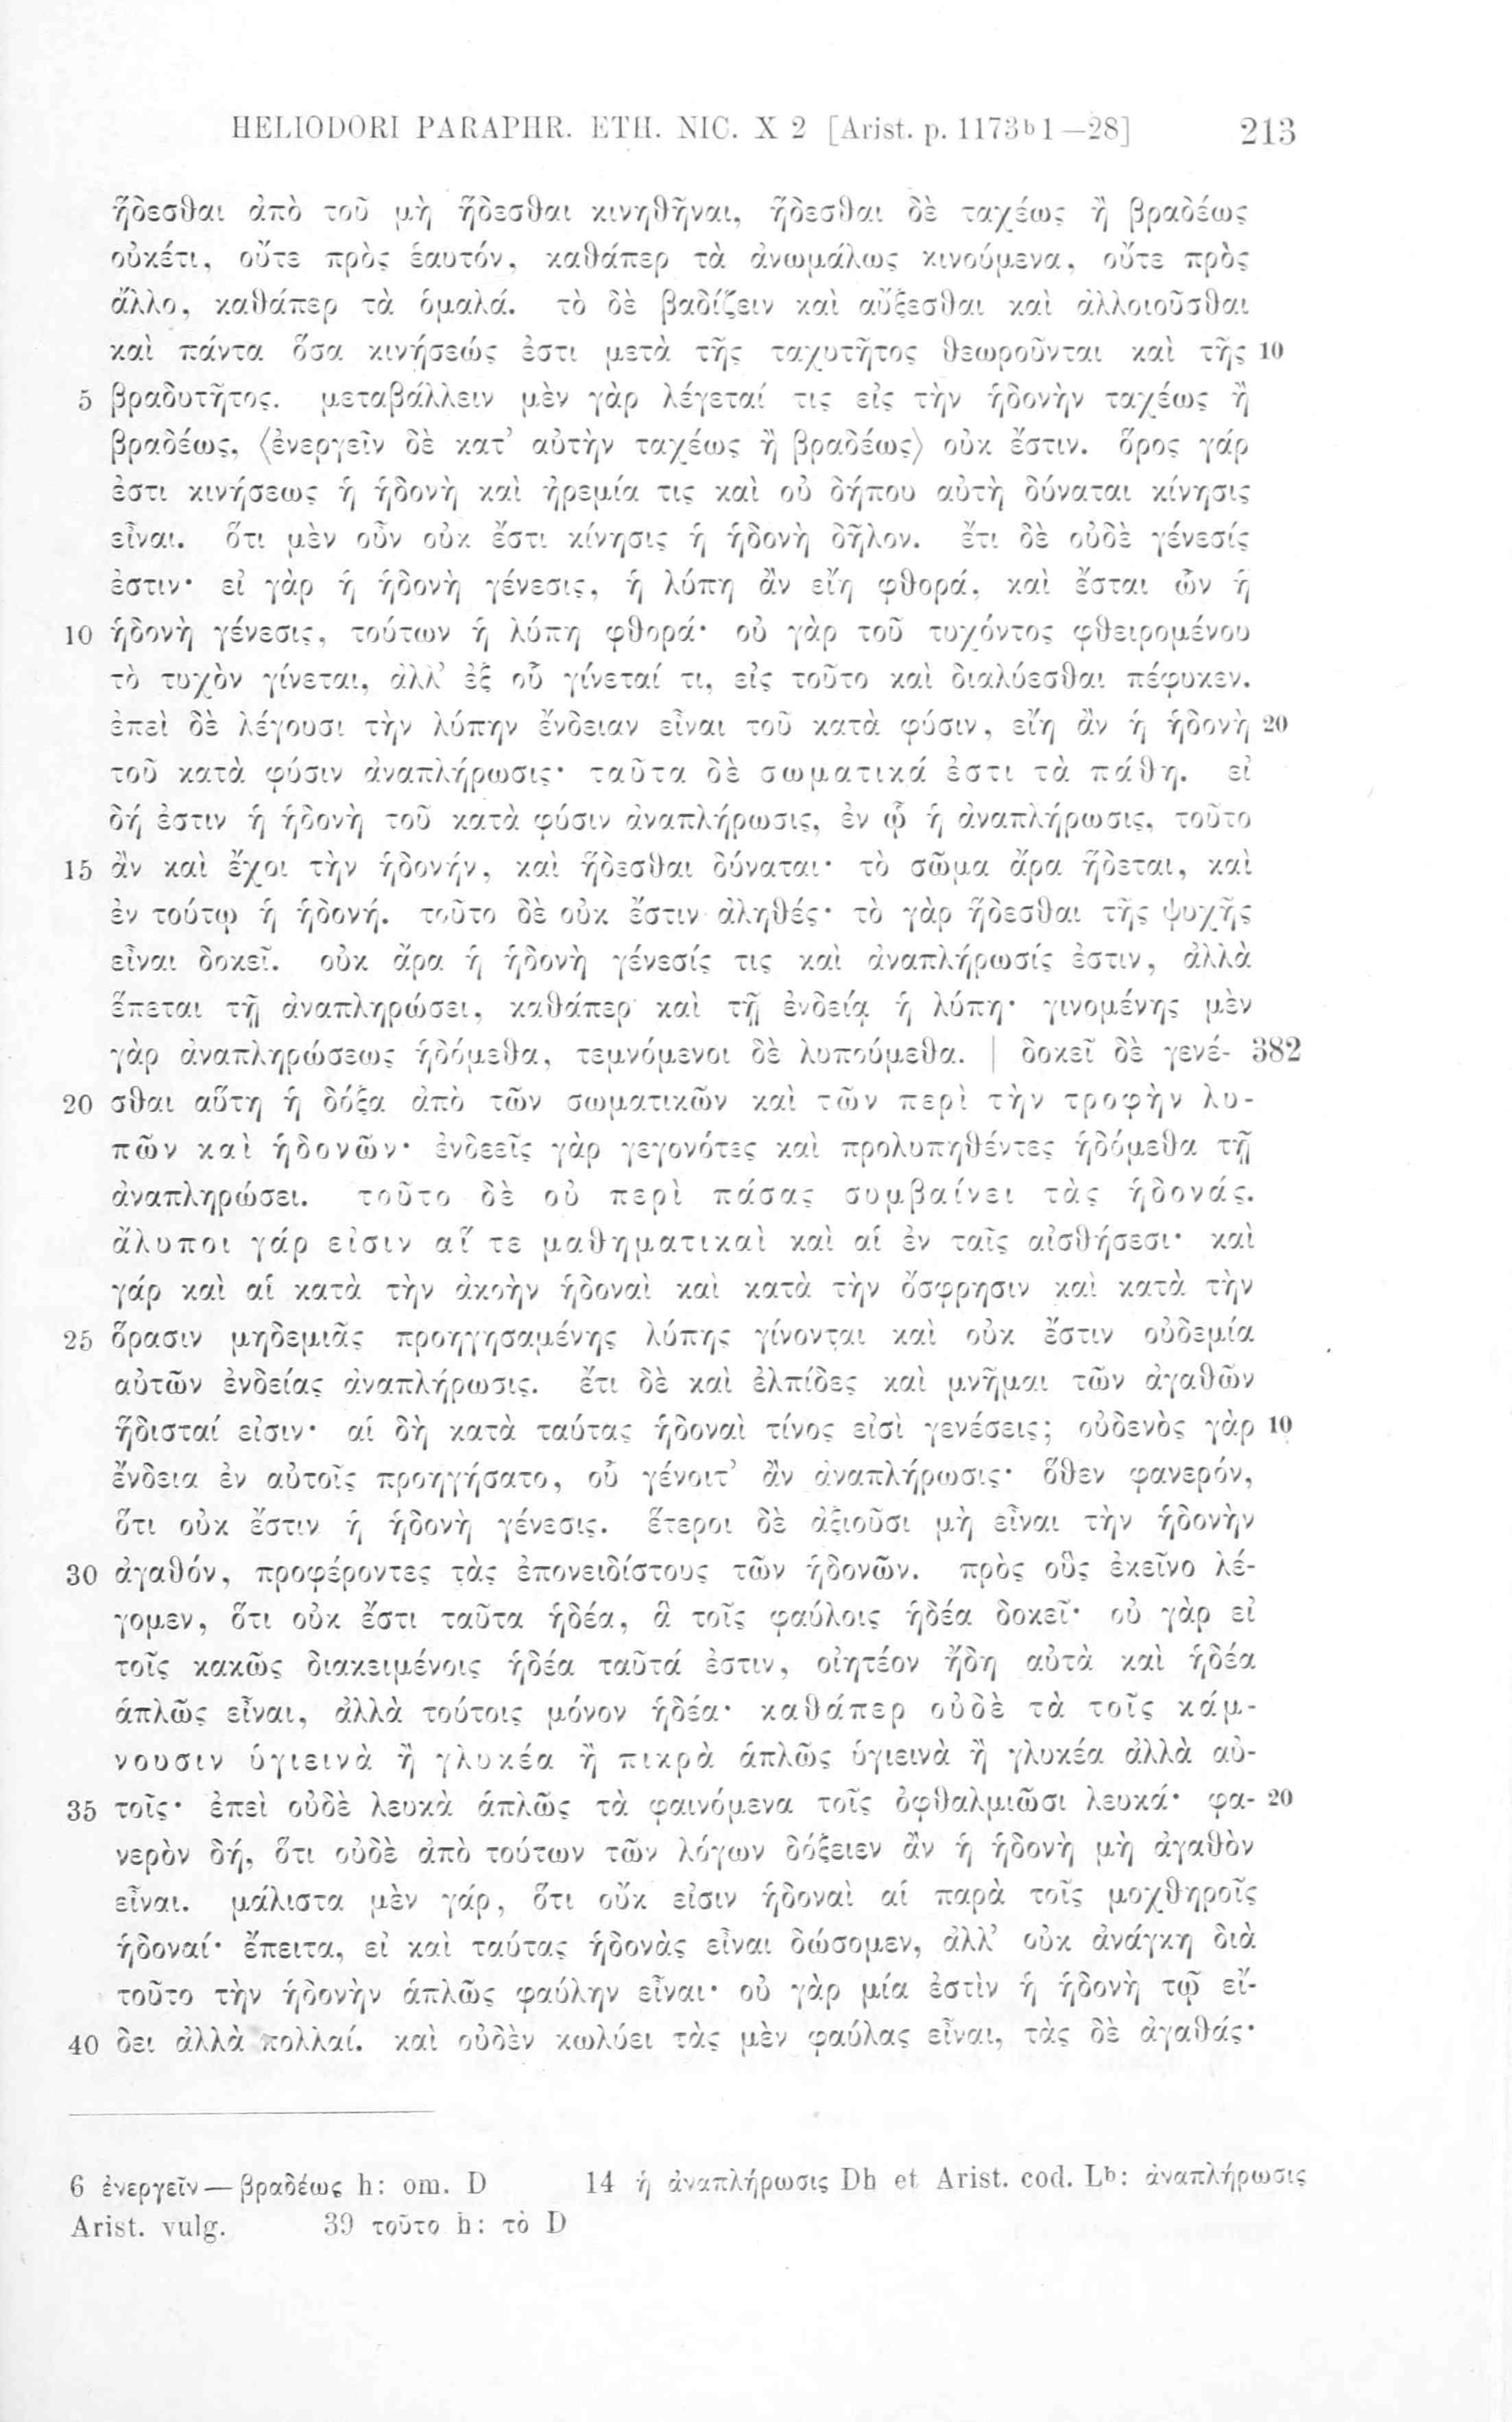 HELIODORI PARAPHR. ETH. NIC. X 2 [Arist. p. 1173b1—28] 213
ἥδεσθαι ἀπὸ τοῦ μὴ ἥδεσθαι κινηθῆναι, ἥδεσθαι δὲ ταχέως ἢ βραδέως
οὐκέτι, οὔτε πρὸς ἑαυτόν, καθάπερ τὰ ἀνωμάλως κινούμενα, οὔτε πρὸς
ἄλλο, καθάπερ τὰ ὁμαλά. τὸ δὲ βαδίζειν καὶ αὔξεσθαι καὶ ἀλλοιοῦσθαι
καὶ πάντα ὅσα κινήσεώς ἐστι μετὰ τῆς ταχυτῆτος θεωροῦνται καὶ τῆς 10
5 βραδυτῆτος. μεταβάλλειν μὲν γὰρ λέγεταί τις εἰς τὴν ἡδονὴν ταχέως ἢ
βραδέως, ⟨ἐνεργεῖν δὲ κατ’ αὐτὴν ταχέως ἢ βραδέως⟩ οὐκ ἔστιν. ὅρος γάρ
ἐστι κινήσεως ἡ ἡδονὴ καὶ ἠρεμία τις καὶ οὐ δήπου αὐτὴ δύναται κίνησις
εἶναι. ὅτι μὲν οὖν οὐκ ἔστι κίνησις ἡ ἡδονὴ δῆλον. ἔτι δὲ οὐδὲ γένεσίς
ἐστιν· εἰ γὰρ ἡ ἡδονὴ γένεσις, ἡ λύπη ἂν εἴη φθορά, καὶ ἔσται ὧν ἡ
10 ἡδονὴ γένεσις, τούτων ἡ λύπη φθορά· οὐ γὰρ τοῦ τυχόντος φθειρομένου
τὸ τυχὸν γίνεται, ἀλλ’ ἐξ οὗ γίνεταί τι, εἰς τοῦτο καὶ διαλύεσθαι πέφυκεν.
ἐπεὶ δὲ λέγουσι τὴν λύπην ἔνδειαν εἶναι τοῦ κατὰ φύσιν, εἴη ἂν ἡ ἡδονὴ 20
τοῦ κατὰ φύσιν ἀναπλήρωσις· ταῦτα δὲ σωματικά ἐστι τὰ πάθη. εἰ
δή ἐστιν ἡ ἡδονὴ τοῦ κατὰ φύσιν ἀναπλήρωσις, ἐν ᾧ ἡ ἀναπλήρωσις, τοῦτο
15 ἂν καὶ ἔχοι τὴν ἡδονήν, καὶ ἥδεσθαι δύναται· τὸ σῶμα ἄρα ἥδεται, καὶ
ἐν τούτῳ ἡ ἡδονή. τοῦτο δὲ οὐκ ἔστιν ἀληθές· τὸ γὰρ ἥδεσθαι τῆς ψυχῆς
εἶναι δοκεῖ. οὐκ ἄρα ἡ ἡδονὴ γένεσίς τις καὶ ἀναπλήρωσίς ἐστιν, ἀλλὰ
ἕπεται τῇ ἀναπληρώσει, καθάπερ καὶ τῇ ἐνδείᾳ ἡ λύπη· γινομένης μὲν
γὰρ ἀναπληρώσεως ἡδόμεθα, τεμνόμενοι δὲ λυπούμεθα. | δοκεῖ δὲ γενέ- 382
20 σθαι αὕτη ἡ δόξα ἀπὸ τῶν σωματικῶν καὶ τῶν περὶ τὴν τροφὴν λυ-
πῶν καὶ ἡδονῶν· ἐνδεεῖς γὰρ γεγονότες καὶ προλυπηθέντες ἡδόμεθα τῇ
ἀναπληρώσει. τοῦτο δὲ οὐ περὶ πάσας συμβαίνει τὰς ἡδονάς.
ἄλυποι γάρ εἰσιν αἵ τε μαθηματικαὶ καὶ αἱ ἐν ταῖς αἰσθήσεσι· καὶ
γάρ καὶ αἱ κατὰ τὴν ἀκοὴν ἡδοναὶ καὶ κατὰ τὴν ὄσφρησιν καὶ κατὰ τὴν
25 ὅρασιν μηδεμιᾶς προηγησαμένης λύπης γίνονται καὶ οὐκ ἔστιν οὐδεμία
αὐτῶν ἐνδείας ἀναπλήρωσις. ἔτι δὲ καὶ ἐλπίδες καὶ μνῆμαι τῶν ἀγαθῶν
ἥδισταί εἰσιν· αἱ δὴ κατὰ ταύτας ἡδοναὶ τίνος εἰσὶ γενέσεις; οὐδενὸς γὰρ 10
ἔνδεια ἐν αὐτοῖς προηγήσατο, οὗ γένοιτ’ ἂν ἀναπλήρωσις· ὅθεν φανερόν,
ὅτι οὐκ ἔστιν ἡ ἡδονὴ γένεσις. ἕτεροι δὲ ἀξιοῦσι μὴ εἶναι τὴν ἡδονὴν
30 ἀγαθόν, προφέροντες τὰς ἐπονειδίστους τῶν ἡδονῶν. πρὸς οὓς ἐκεῖνο λέ-
γομεν, ὅτι οὐκ ἔστι ταῦτα ἡδέα, ἃ τοῖς φαύλοις ἡδέα δοκεῖ· οὐ γὰρ εἰ
τοῖς κακῶς διακειμένοις ἡδέα ταῦτά ἐστιν, οἰητέον ἤδη αὐτὰ καὶ ἡδέα
ἁπλῶς εἶναι, ἀλλὰ τούτοις μόνον ἡδέα· καθάπερ οὐδὲ τὰ τοῖς κάμ-
νουσιν ὑγιεινὰ ἢ γλυκέα ἢ πικρὰ ἁπλῶς ὑγιεινὰ ἢ γλυκέα ἀλλὰ αὐ-
35 τοῖς· ἐπεὶ οὐδὲ λευκὰ ἁπλῶς τὰ φαινόμενα τοῖς ὀφθαλμιῶσι λευκά· φα- 20
νερὸν δή, ὅτι οὐδὲ ἀπὸ τούτων τῶν λόγων δόξειεν ἂν ἡ ἡδονὴ μὴ ἀγαθὸν
εἶναι. μάλιστα μὲν γάρ, ὅτι οὔκ εἰσιν ἡδοναὶ αἱ παρὰ τοῖς μοχθηροῖς
ἡδοναί· ἔπειτα, εἰ καὶ ταύτας ἡδονὰς εἶναι δώσομεν, ἀλλ’ οὐκ ἀνάγκη διὰ
τοῦτο τὴν ἡδονὴν ἁπλῶς φαύλην εἶναι· οὐ γὰρ μία ἐστὶν ἡ ἡδονὴ τῷ εἴ-
40 δει ἀλλὰ πολλαί. καὶ οὐδὲν κωλύει τὰς μὲν φαύλας εἶναι, τὰς δὲ ἀγαθάς·
6 ἐνεργεῖν—βραδέως h: om. D 14 ἡ ἀναπλήρωσις Dh et Arist. cod. Lb: ἀναπλήρωσις
Arist. vulg. 39 τοῦτο h: τὸ D